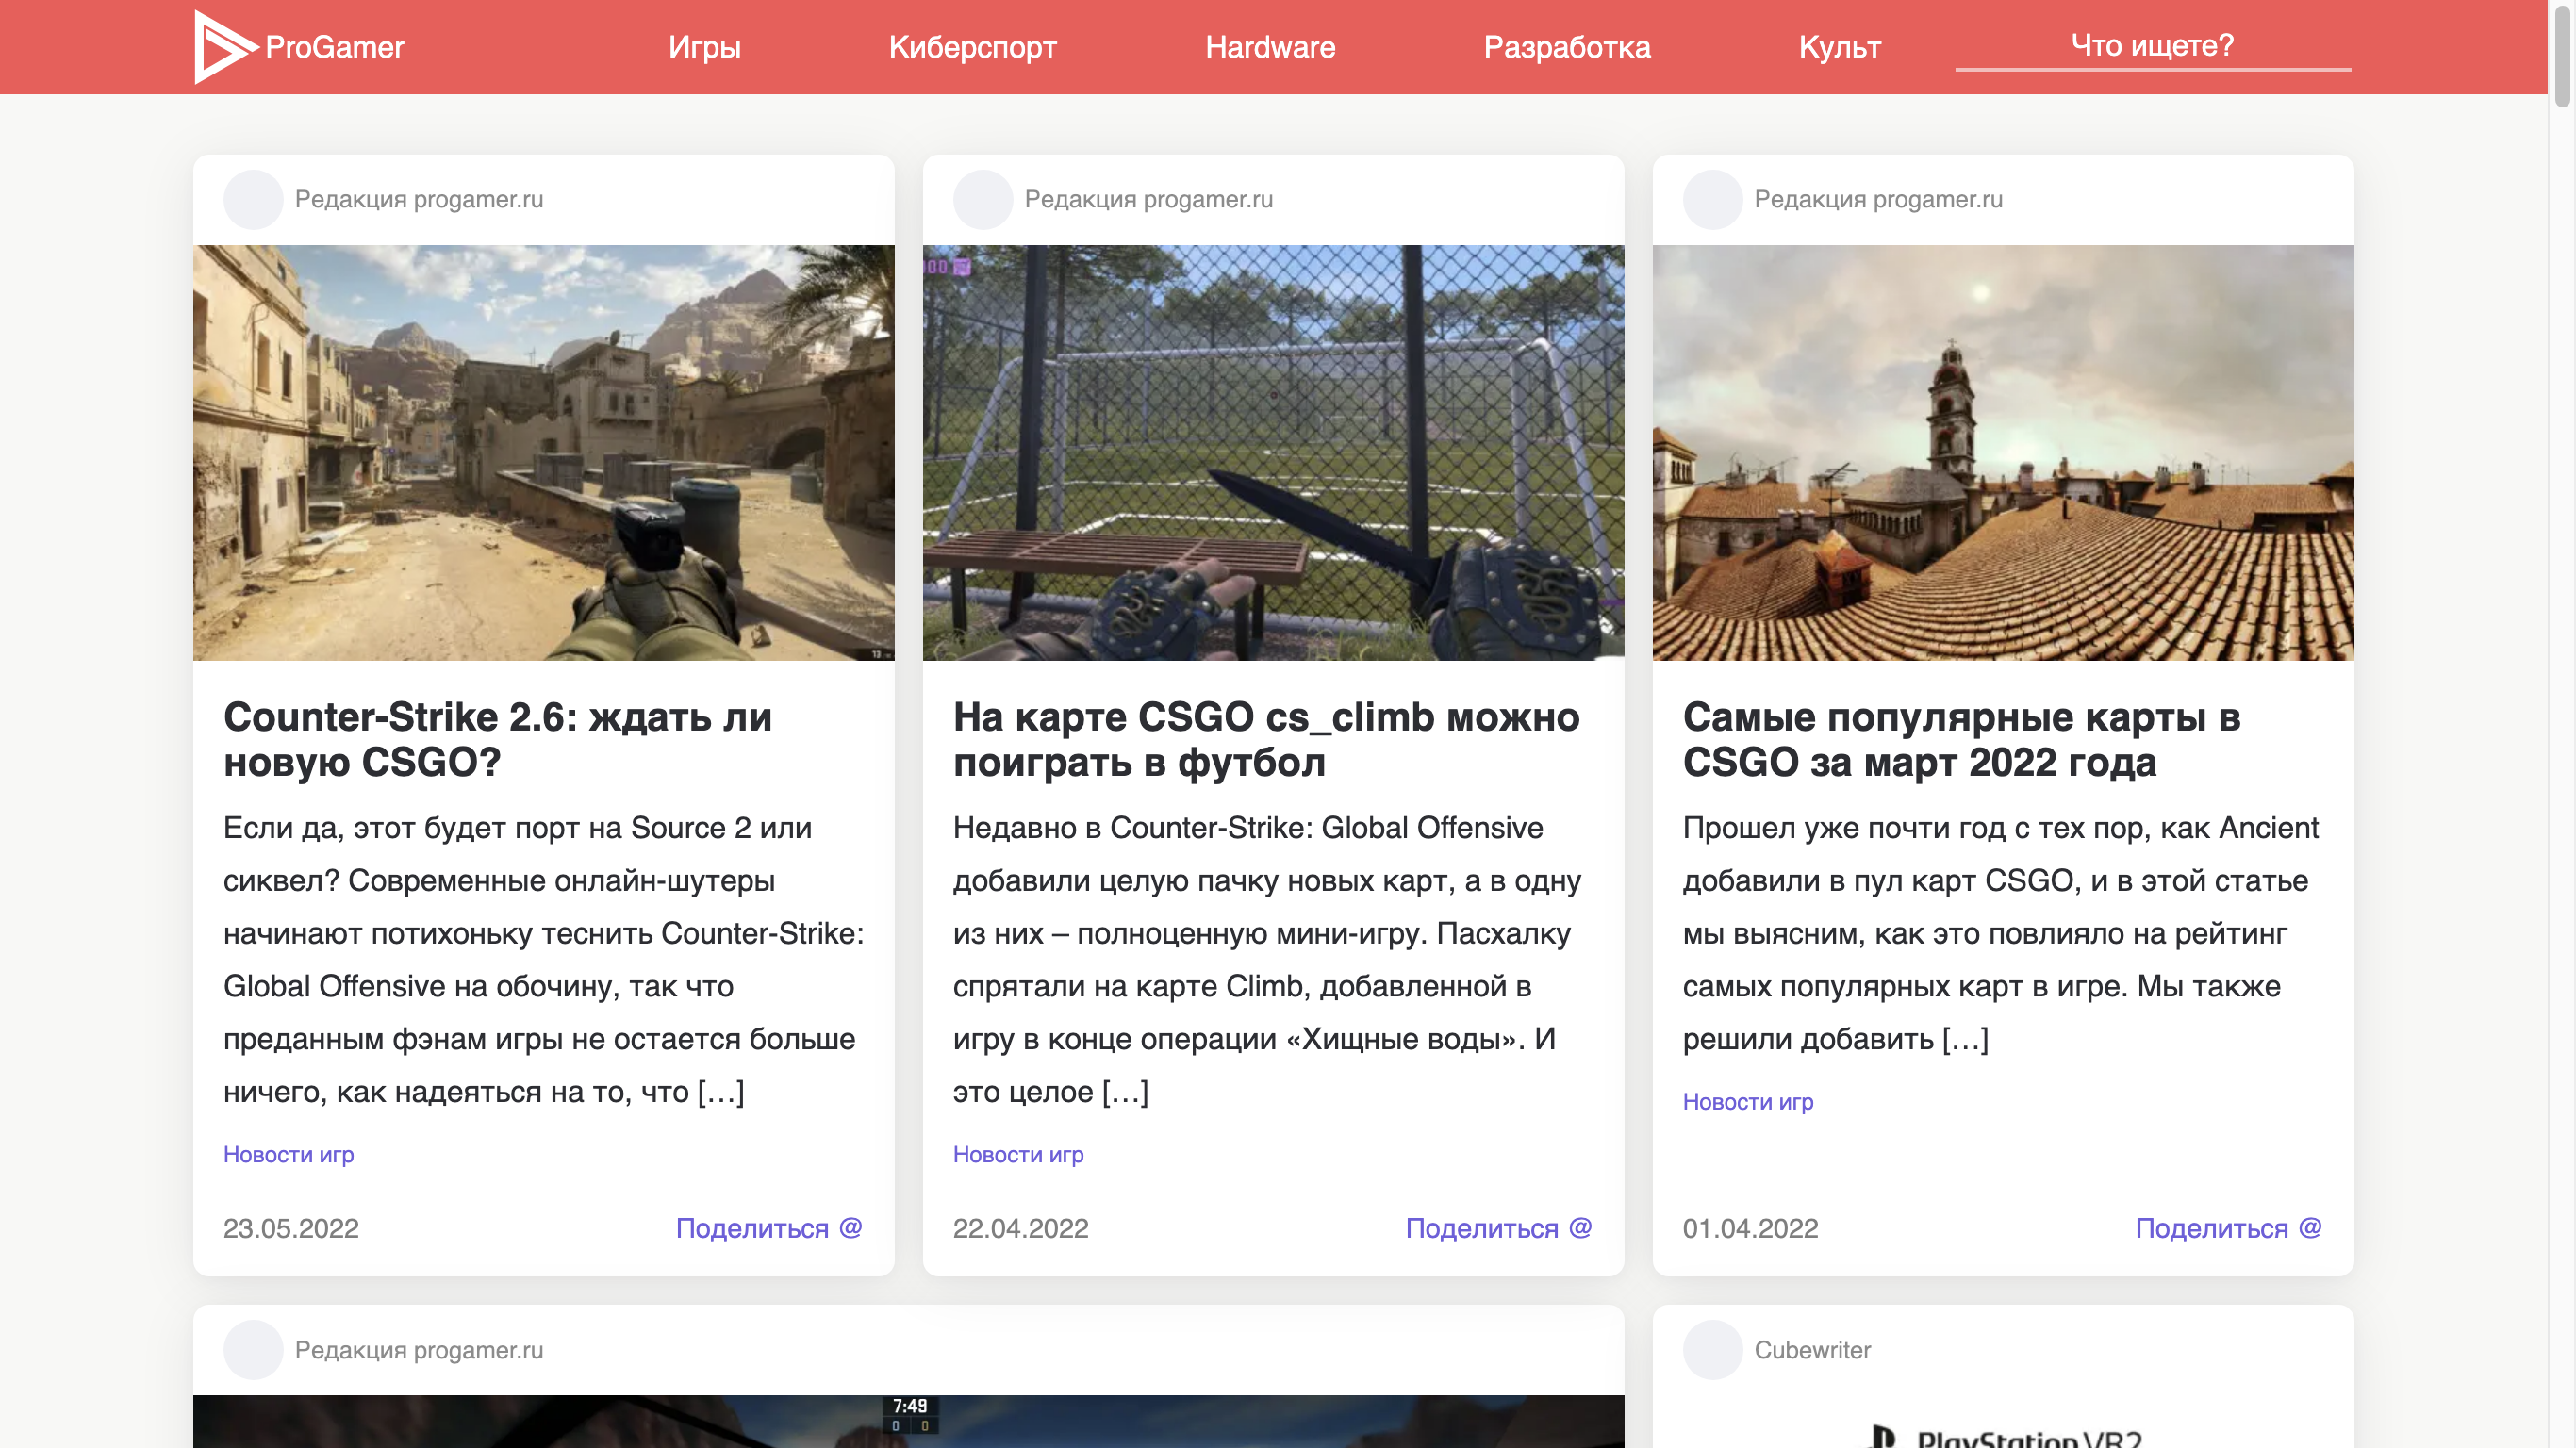 ProGamer
Игры
Киберспорт
Hardware
Разработка
Культ
Что ищете?
Редакция progamer.ru
Counter-Strike 2.6: ждать ли
новую CSGO?
Если да, этот будет порт на Source 2 или
сиквел? Современные онлайн-шутеры
начинают потихоньку теснить Counter-Strike:
Global Offensive на обочину, так что
преданным фэнам игры не остается больше
ничего, как надеяться на то, что […]
Новости игр
23.05.2022
Поделиться @
Редакция progamer.ru
На карте CSGO cs_climb можно
поиграть в футбол
Недавно в Counter-Strike: Global Offensive
добавили целую пачку новых карт, а в одну
из них – полноценную мини-игру. Пасхалку
спрятали на карте Climb, добавленной в
игру в конце операции «Хищные воды». И
это целое […]
Новости игр
22.04.2022
Поделиться @
Редакция progamer.ru
Самые популярные карты в
CSGO за март 2022 года
Прошел уже почти год с тех пор, как Ancient
добавили в пул карт CSGO, и в этой статье
мы выясним, как это повлияло на рейтинг
самых популярных карт в игре. Мы также
решили добавить […]
Новости игр
01.04.2022
Поделиться @
Редакция progamer.ru
7:49
0 0
Cubewriter
PlayStation VR2